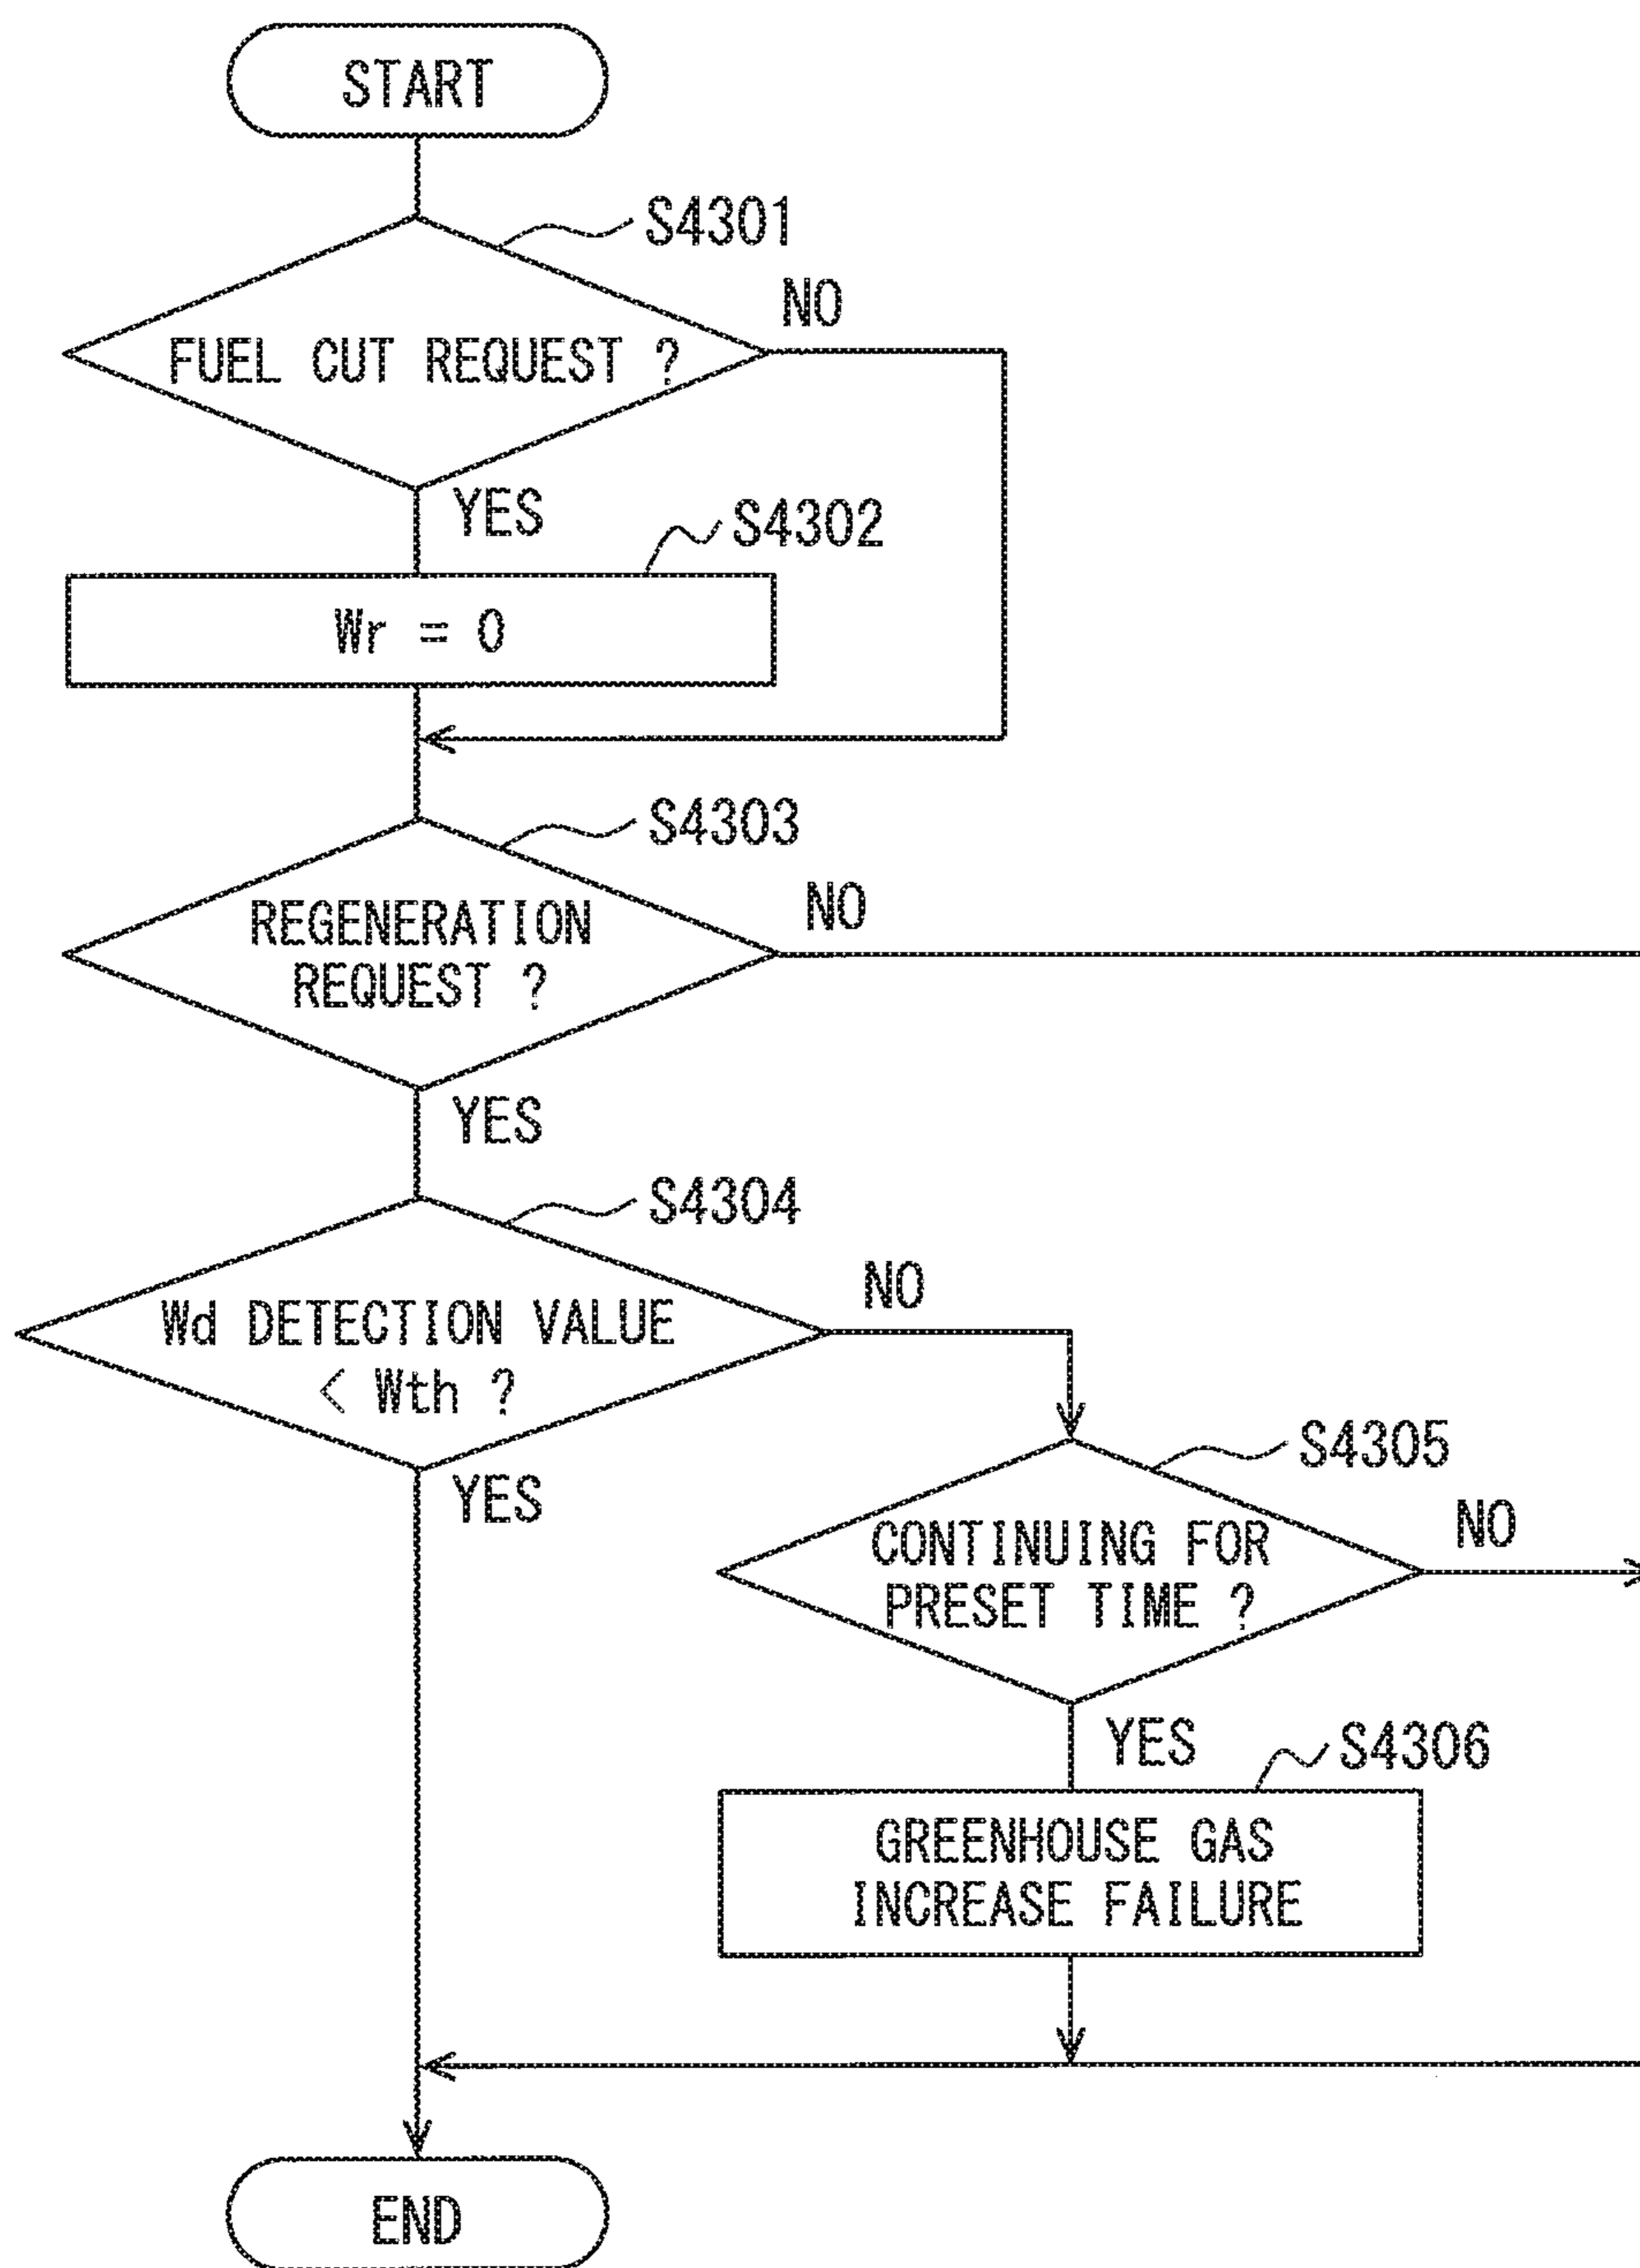 START
S4301
NO
FUEL CUT REQUEST ?
YES
S4302
Wr = 0
S4303
NO
REGENERATION
REQUEST ?
YES
S4304
NO
Wd DETECTION VALUE
< Wth ?
YES
S4305
NO
CONTINUING FOR
PRESET TIME ?
YES
S4306
GREENHOUSE GAS
INCREASE FAILURE
END